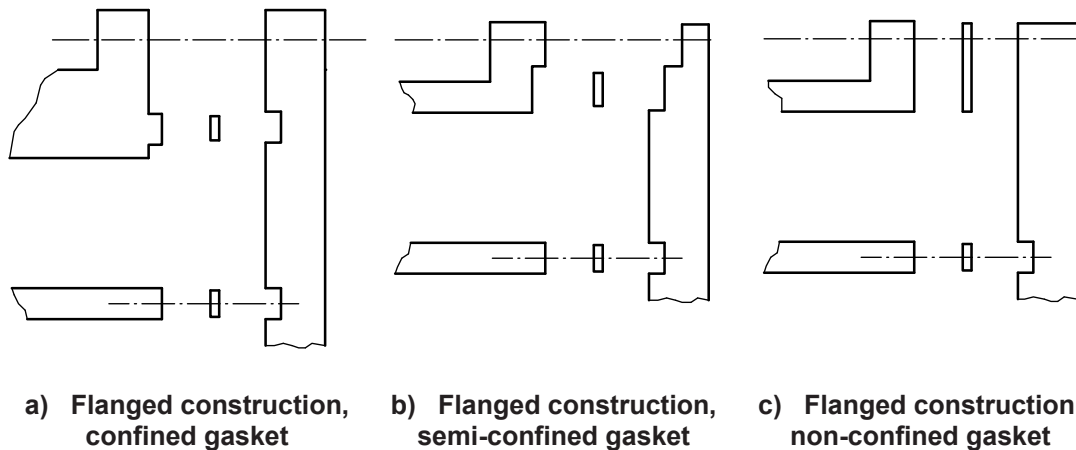 a) Flanged construction,
confined gasket
b) Flanged construction,
semi-confined gasket
c) Flanged construction
non-confined gasket